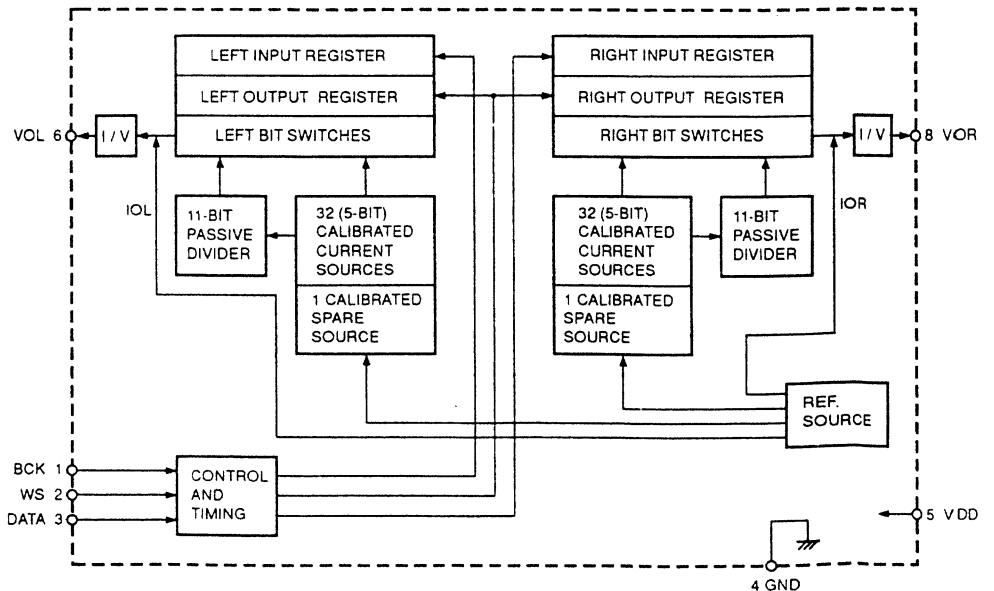 LEFT INPUT REGISTER
LEFT OUTPUT REGISTER
LEFT BIT SWITCHES
RIGHT INPUT REGISTER
RIGHT OUTPUT REGISTER
RIGHT BIT SWITCHES
VOL 6
I / V
I / V
8 VOR
IOL
11-BIT
PASSIVE
DIVIDER
32 (5-BIT)
CALIBRATED
CURRENT
SOURCES
1 CALIBRATED
SPARE
SOURCE
32 (5-BIT)
CALIBRATED
CURRENT
SOURCES
1 CALIBRATED
SPARE
SOURCE
11-BIT
PASSIVE
DIVIDER
IOR
REF.
SOURCE
BCK 1
WS 2
DATA 3
CONTROL
AND
TIMING
5 VDD
4 GND